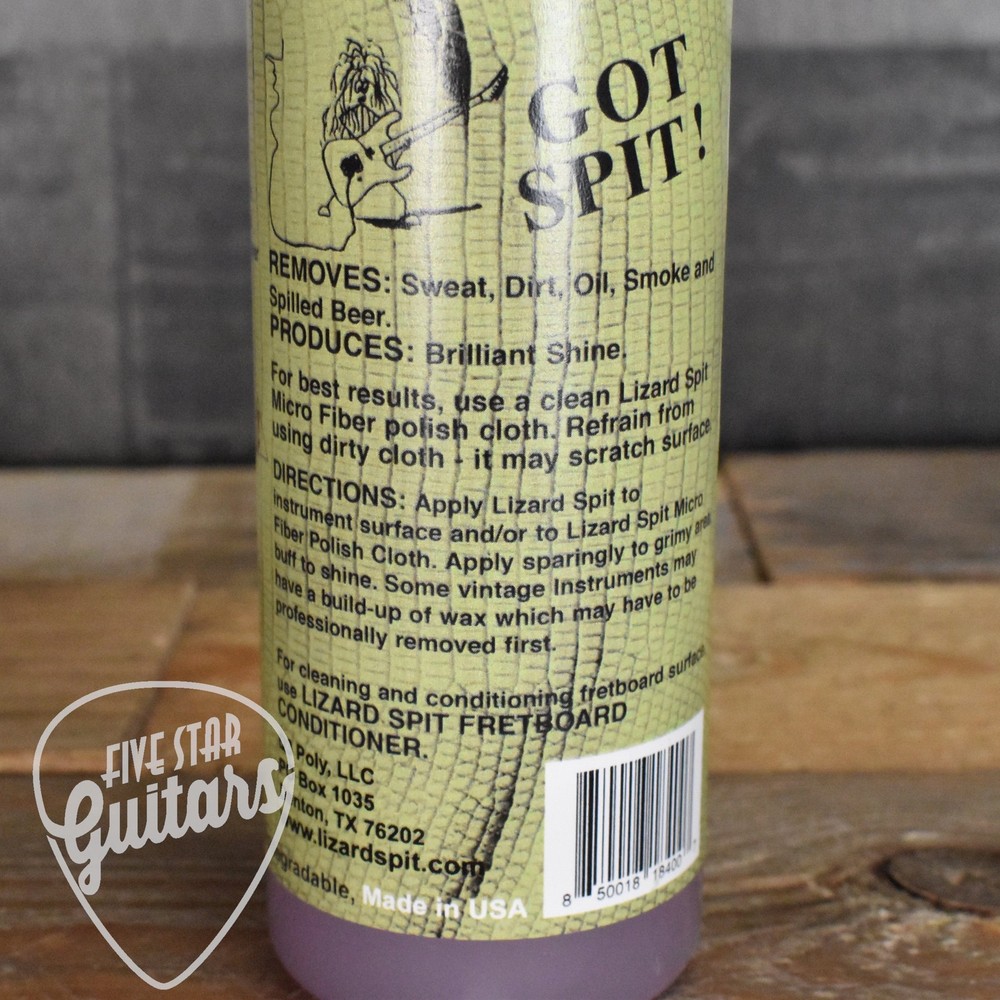 GOT
SPIT!
REMOVES: Sweat, Dirt, Oil, Smoke and
Spilled Beer.
PRODUCES: Brilliant Shine.
For best results, use a clean Lizard Spit
Micro Fiber polish cloth. Refrain from
using dirty cloth - it may scratch surface.
DIRECTIONS: Apply Lizard Spit to
instrument surface and/or to Lizard Spit Micro
Fiber Polish Cloth. Apply sparingly to grimy
buff to shine. Some vintage Instruments may
have a build-up of wax which may have to be
professionally removed first.
For cleaning and conditioning fretboard
use LIZARD SPIT FRETBOARD
CONDITIONER.
Poly, LLC
Box 1035
TX 76202
www.lizardspit.com
Made in USA
8 50018 18400
FIVE STAR
Guitars